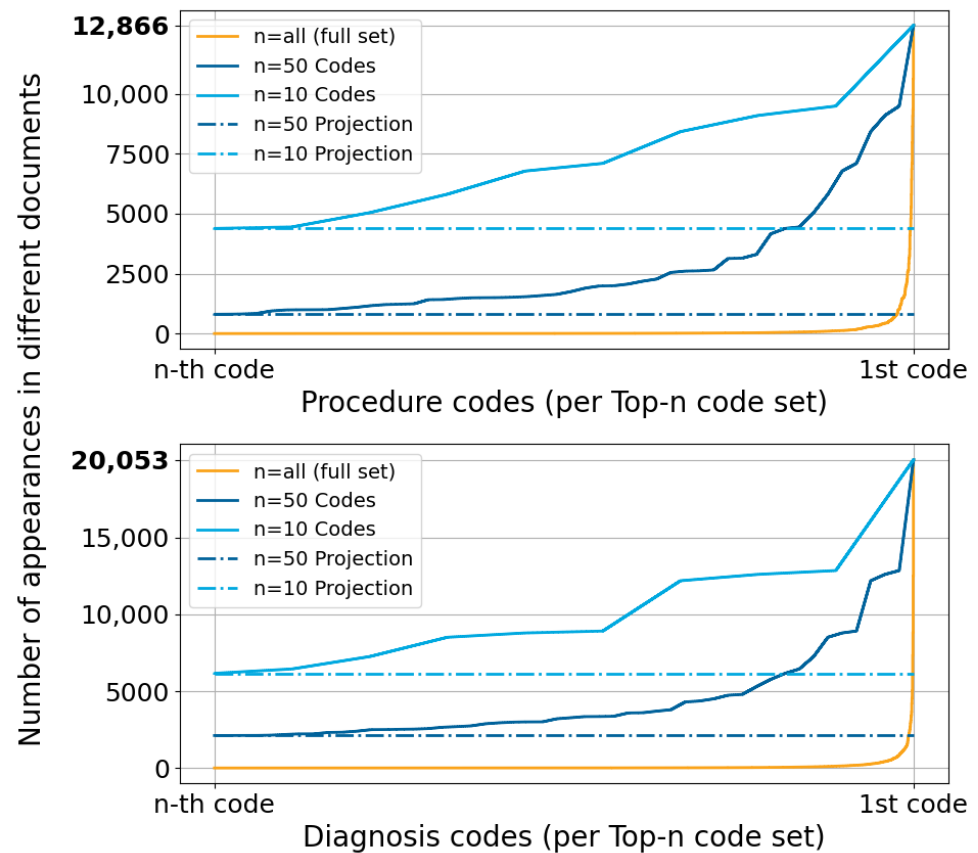 Number of appearances in different documents
12,866
10,000
7500
5000
2500
0
n=all (full set)
n=50 Codes
n=10 Codes
n=50 Projection
n=10 Projection
n-th code
1st code
Procedure codes (per Top-n code set)
20,053
15,000
10,000
5000
0
n=all (full set)
n=50 Codes
n=10 Codes
n=50 Projection
n=10 Projection
n-th code
1st code
Diagnosis codes (per Top-n code set)